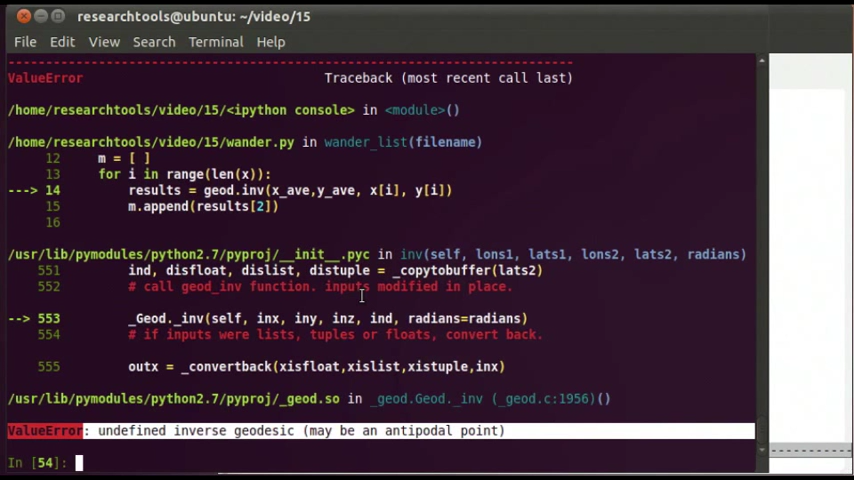 researchtools@ubuntu: ~/video/15
File Edit View Search Terminal Help
---------------------------------------------------------------------------
ValueError                                Traceback (most recent call last)
/home/researchtools/video/15/<ipython console> in <module>()
/home/researchtools/video/15/wander.py in wander_list(filename)
     12     m = [ ]
     13     for i in range(len(x)):
---> 14         results = geod.inv(x_ave,y_ave, x[i], y[i])
     15         m.append(results[2])
     16
/usr/lib/pymodules/python2.7/pyproj/__init__.pyc in inv(self, lons1, lats1, lons2, lats2, radians)
    551         ind, disfloat, dislist, distuple = _copytobuffer(lats2)
    552         # call geod_inv function. inputs modified in place.
--> 553         _Geod._inv(self, inx, iny, inz, ind, radians=radians)
    554         # if inputs were lists, tuples or floats, convert back.
    555         outx = _convertback(xisfloat,xislist,xistuple,inx)
/usr/lib/pymodules/python2.7/pyproj/_geod.so in _geod.Geod._inv (_geod.c:1956)()
ValueError: undefined inverse geodesic (may be an antipodal point)
In [54]: